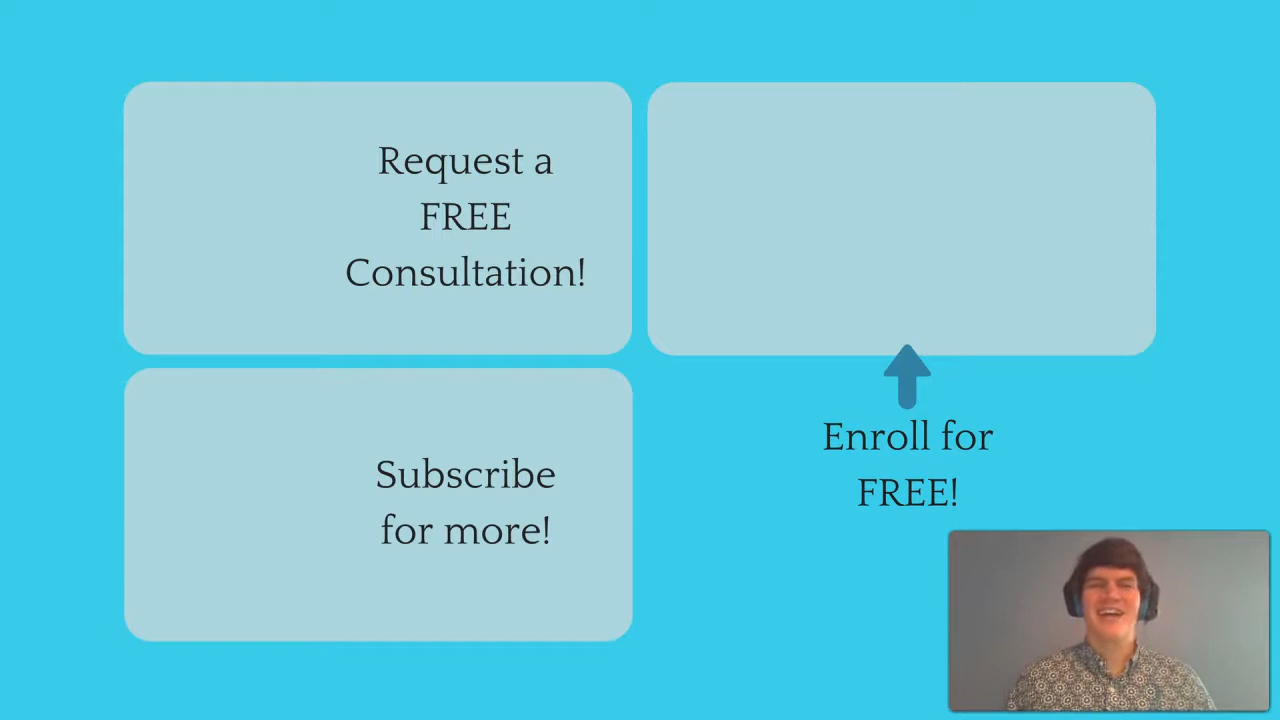 Request a
FREE
Consultation!
Enroll for
FREE!
Subscribe
for more!